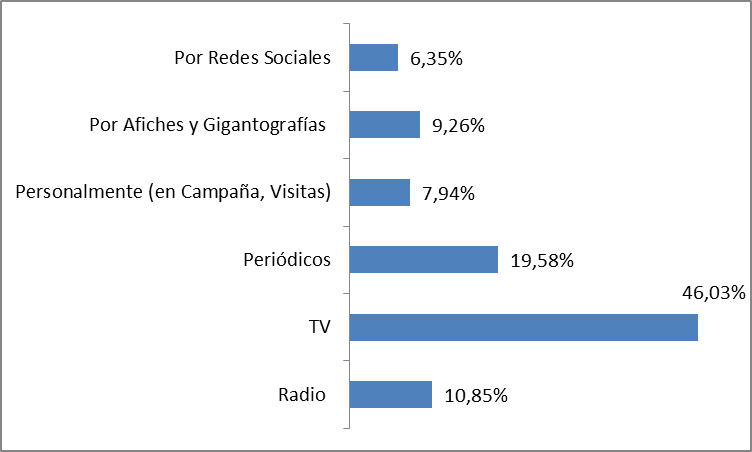 Por Redes Sociales 6,35%
Por Afiches y Gigantografías 9,26%
Personalmente (en Campaña, Visitas) 7,94%
Periódicos 19,58%
TV 46,03%
Radio 10,85%